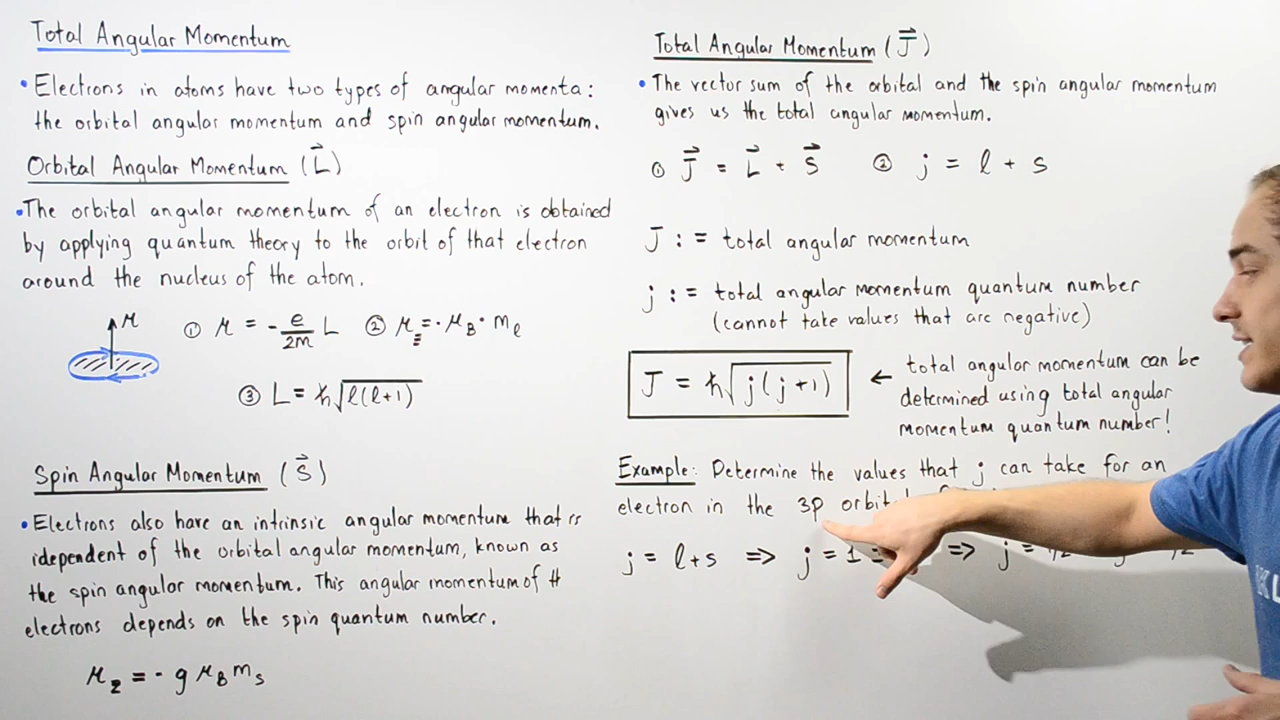 Total Angular Momentum
• Electrons in atoms have two types of angular momenta:
the orbital angular momentum and spin angular momentum.
Orbital Angular Momentum (L⃗)
• The orbital angular momentum of an electron is obtained
by applying quantum theory to the orbit of that electron
around the nucleus of the atom.
μ
① μ = - e/2m L ② μz = - μB · mℓ
③ L = ħ√(ℓ(ℓ+1))
Spin Angular Momentum (S⃗)
• Electrons also have an intrinsic angular momentum that is
idependent of the orbital angular momentum, known as
the spin angular momentum. This angular momentum of
electrons depends on the spin quantum number.
μz = - g μB ms
Total Angular Momentum (J⃗)
• The vector sum of the orbital and the spin angular momentum
gives us the total angular momentum.
① J⃗ = L⃗ + S⃗ ② j = ℓ + s
J := total angular momentum
j := total angular momentum quantum number
(cannot take values that are negative)
J = ħ√(j(j+1))
← total angular momentum can be
determined using total angular
momentum quantum number!
Example: Determine the values that j can take for an
electron in the 3p
j = ℓ + s => j = 1 => j =